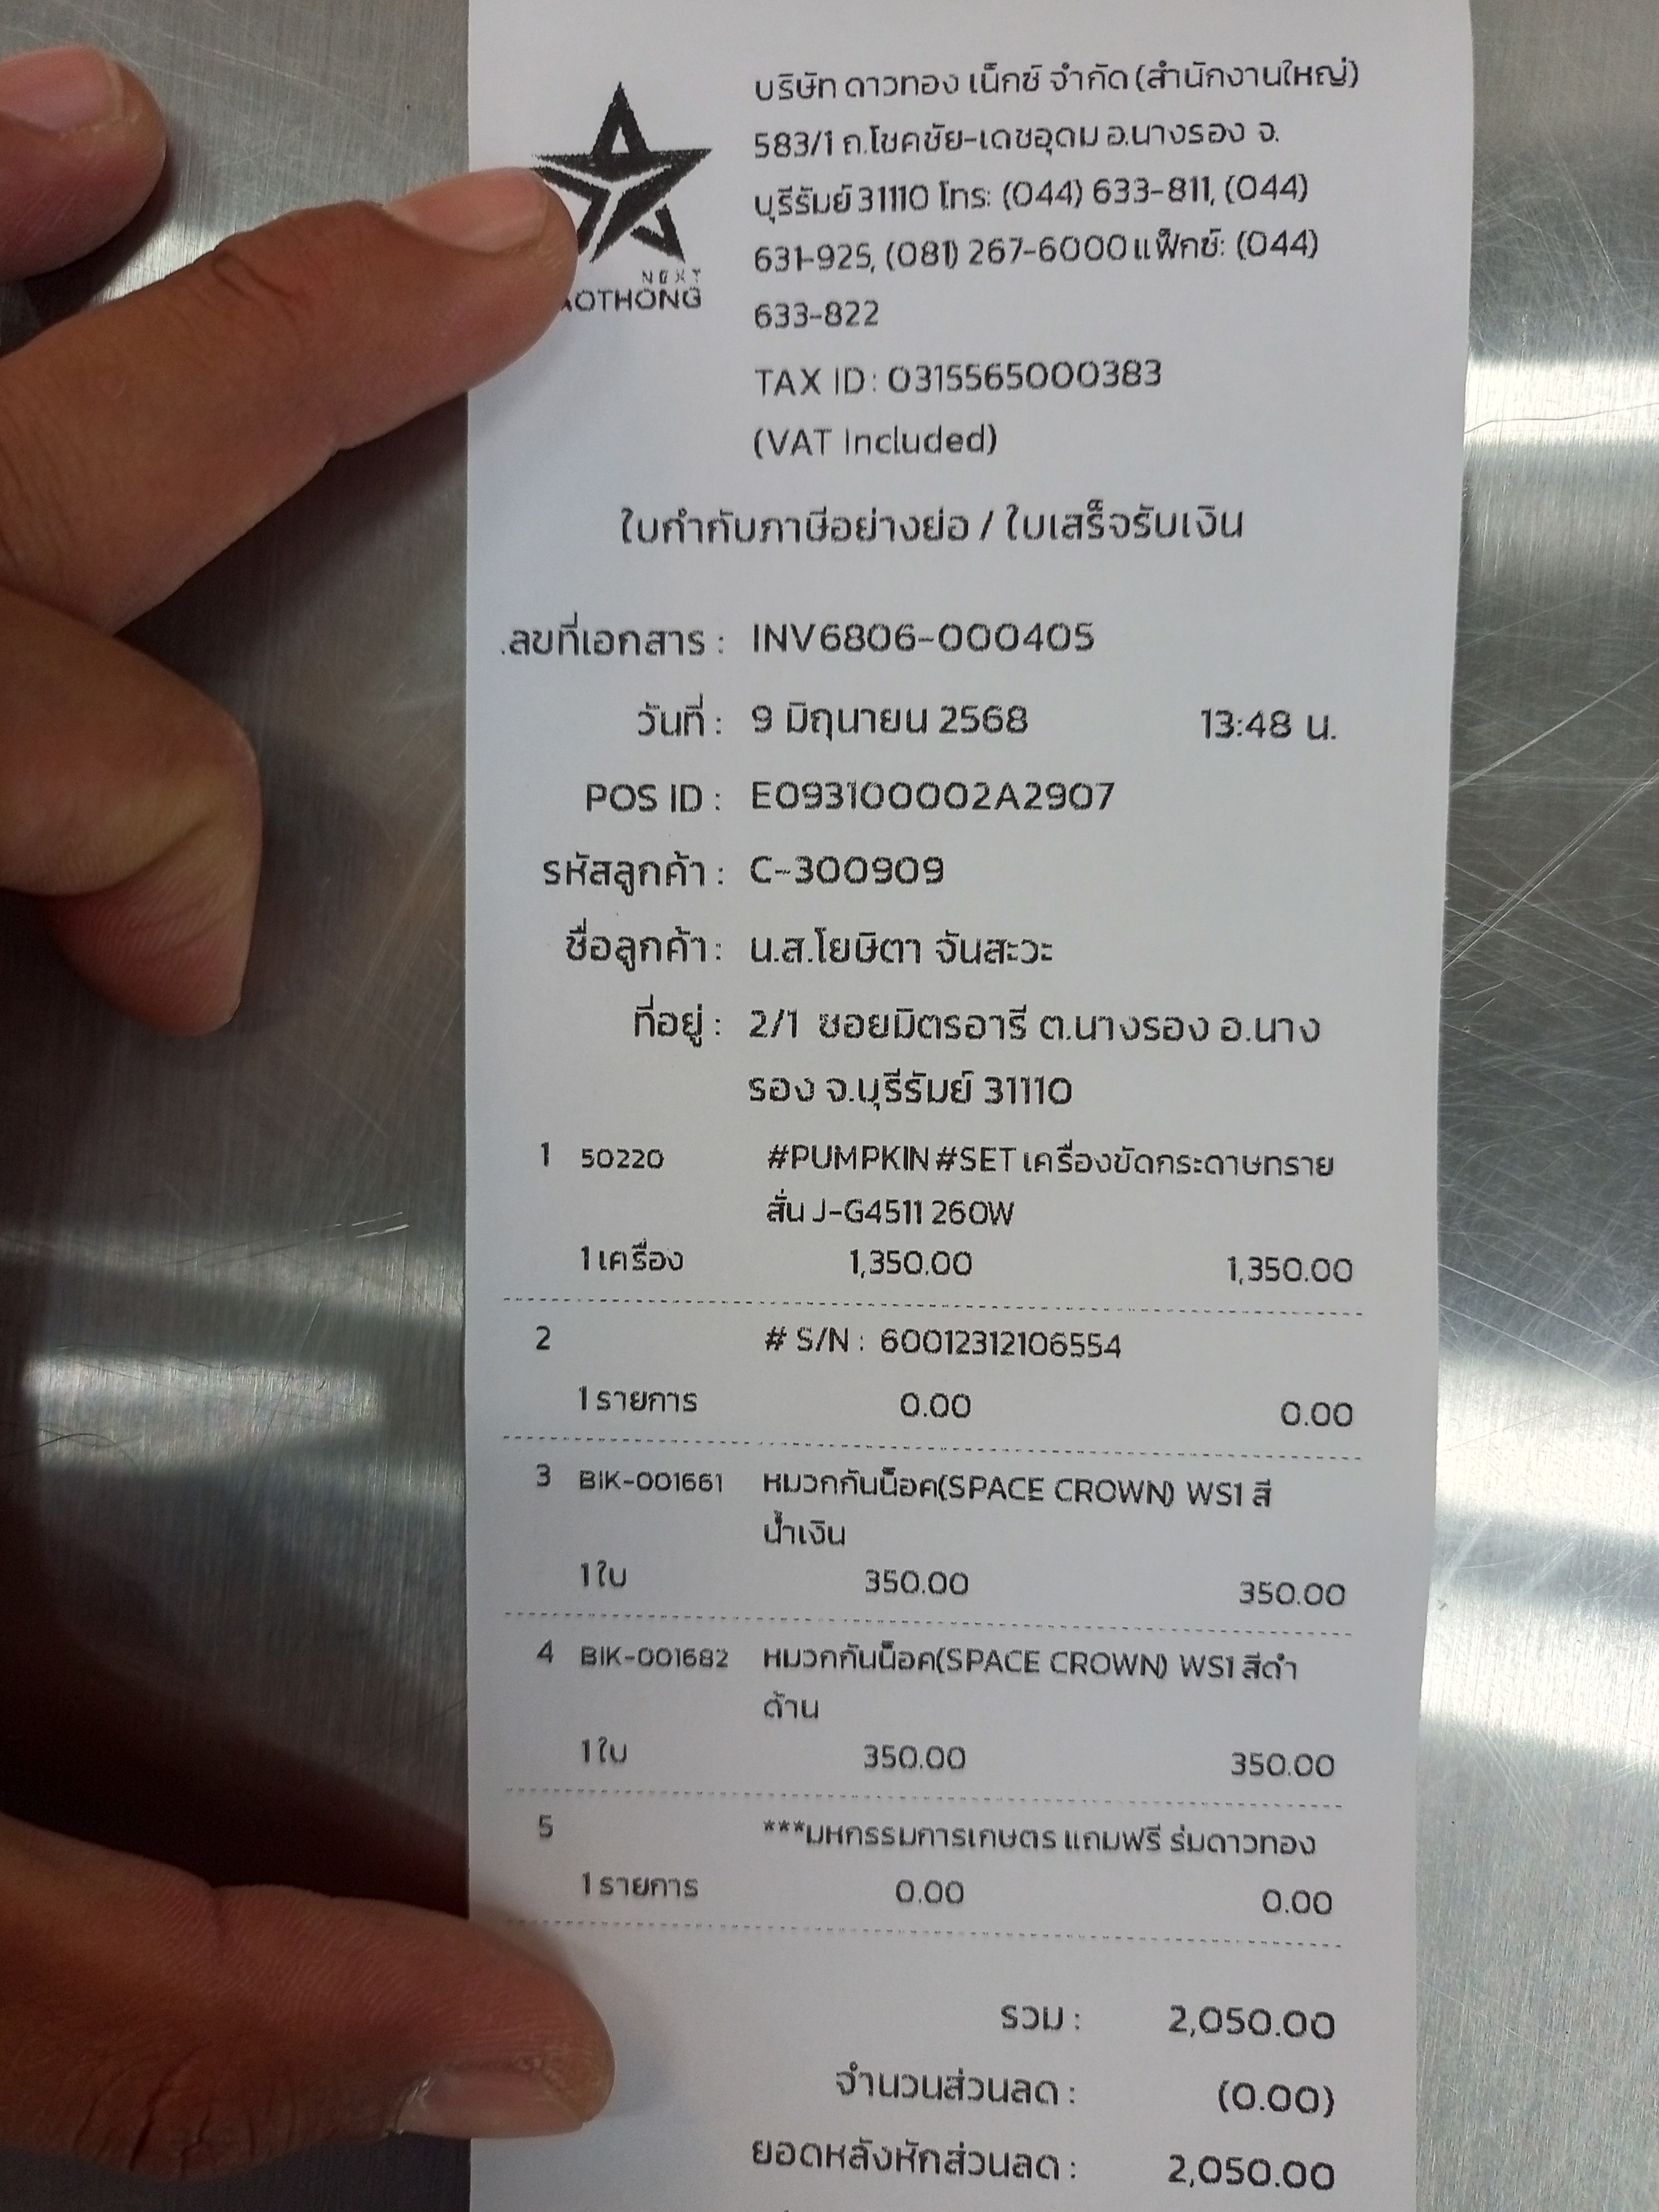 บริษัท ดาวทอง เน็กซ์ จำกัด (สำนักงานใหญ่)
583/1 ถ.โชคชัย-เดชอุดม อ.นางรอง จ.
บุรีรัมย์ 31110 โทร: (044) 633-811, (044)
631-925, (081) 267-6000 แฟ็กซ์: (044)
633-822
TAX ID : 0315565000383
(VAT Included)
NEXT
AOTHONG
ใบกำกับภาษีอย่างย่อ / ใบเสร็จรับเงิน
.ลขที่เอกสาร : INV6806-000405
วันที่ : 9 มิถุนายน 2568 13:48 น.
POS ID : E093100002A2907
รหัสลูกค้า : C-300909
ชื่อลูกค้า : น.ส.โยษิตา จันสะวะ
ที่อยู่ : 2/1 ซอยมิตรอารี ต.นางรอง อ.นาง
รอง จ.บุรีรัมย์ 31110
1 50220 #PUMPKIN#SET เครื่องขัดกระดาษทราย
สั่น J-G4511 260W
1 เครื่อง 1,350.00 1,350.00
2 # S/N : 60012312106554
1 รายการ 0.00 0.00
3 BIK-001661 หมวกกันน็อค(SPACE CROWN) WS1 สี
น้ำเงิน
1 ใบ 350.00 350.00
4 BIK-001682 หมวกกันน็อค(SPACE CROWN) WS1 สีดำ
ด้าน
1 ใบ 350.00 350.00
5 ***มหกรรมการเกษตร แถมฟรี ร่มดาวทอง
1 รายการ 0.00 0.00
รวม : 2,050.00
จำนวนส่วนลด : (0.00)
ยอดหลังหักส่วนลด : 2,050.00